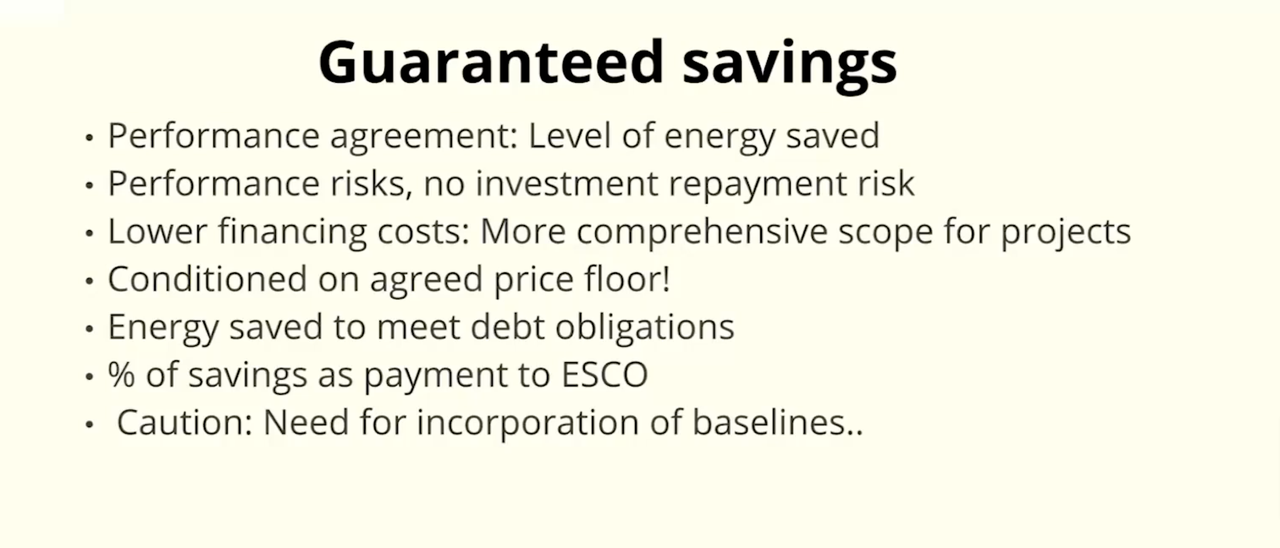 Guaranteed savings
• Performance agreement: Level of energy saved
• Performance risks, no investment repayment risk
• Lower financing costs: More comprehensive scope for projects
• Conditioned on agreed price floor!
• Energy saved to meet debt obligations
• % of savings as payment to ESCO
• Caution: Need for incorporation of baselines..